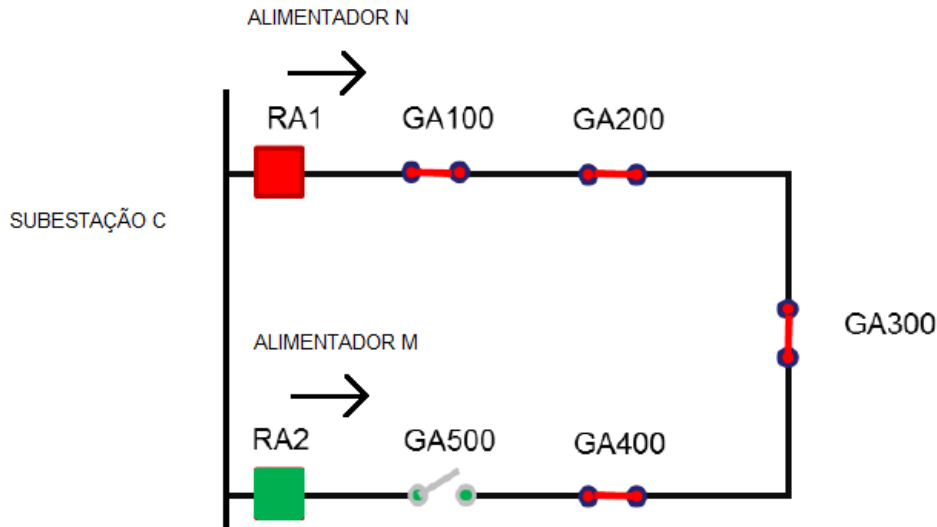 ALIMENTADOR N
RA1
GA100
GA200
SUBESTAÇÃO C
GA300
ALIMENTADOR M
RA2
GA500
GA400